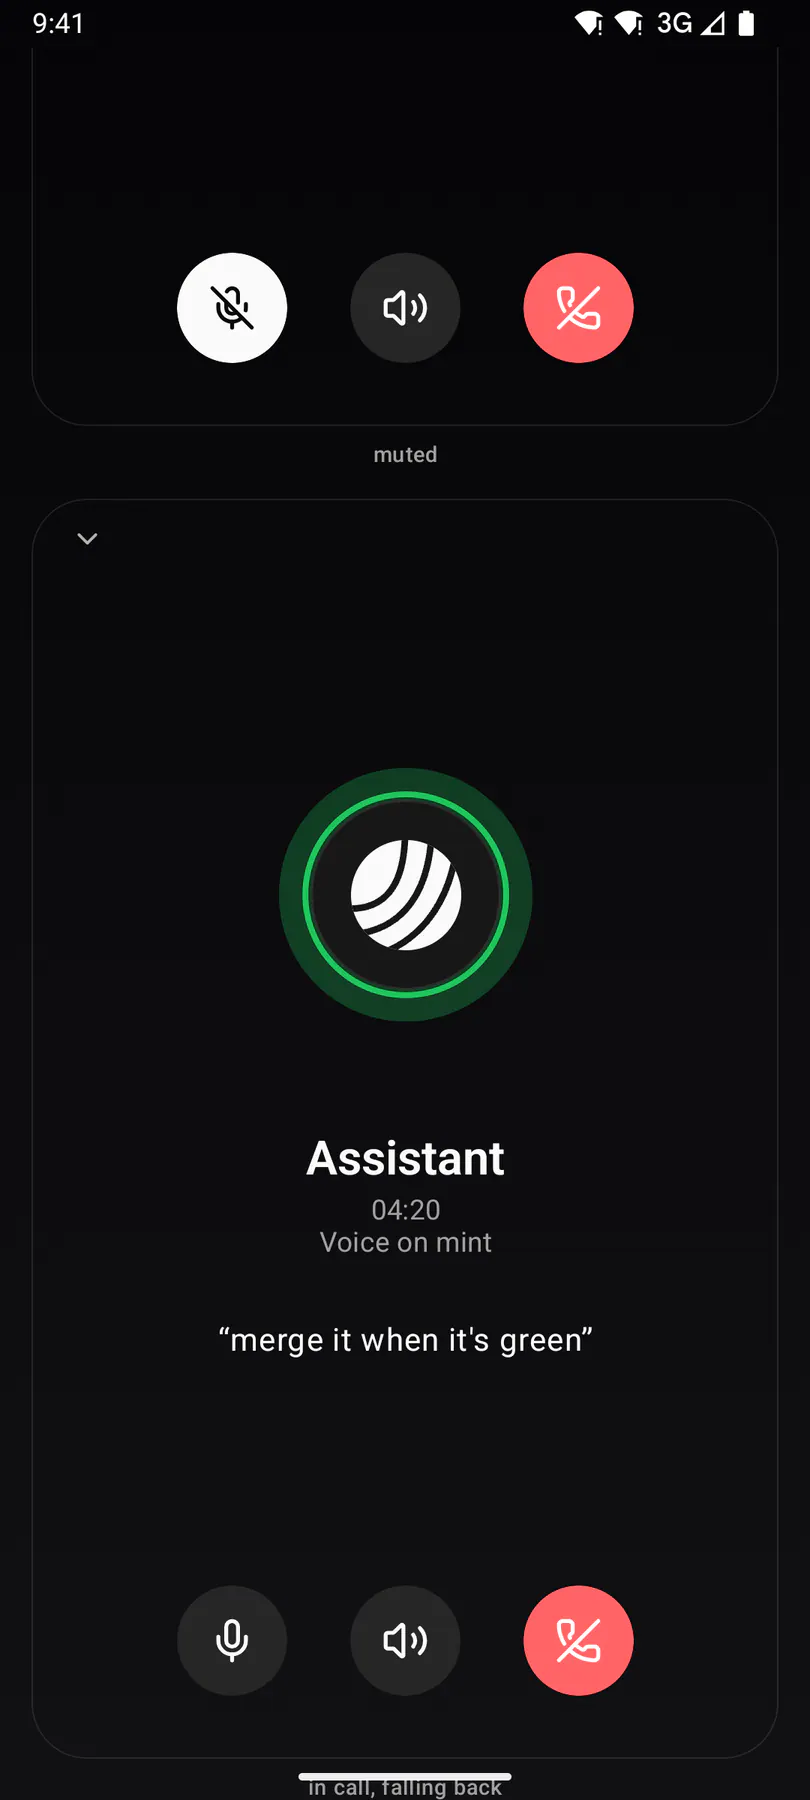 9:41
3G
muted
Assistant
04:20
Voice on mint
“merge it when it's green”
in call, falling back